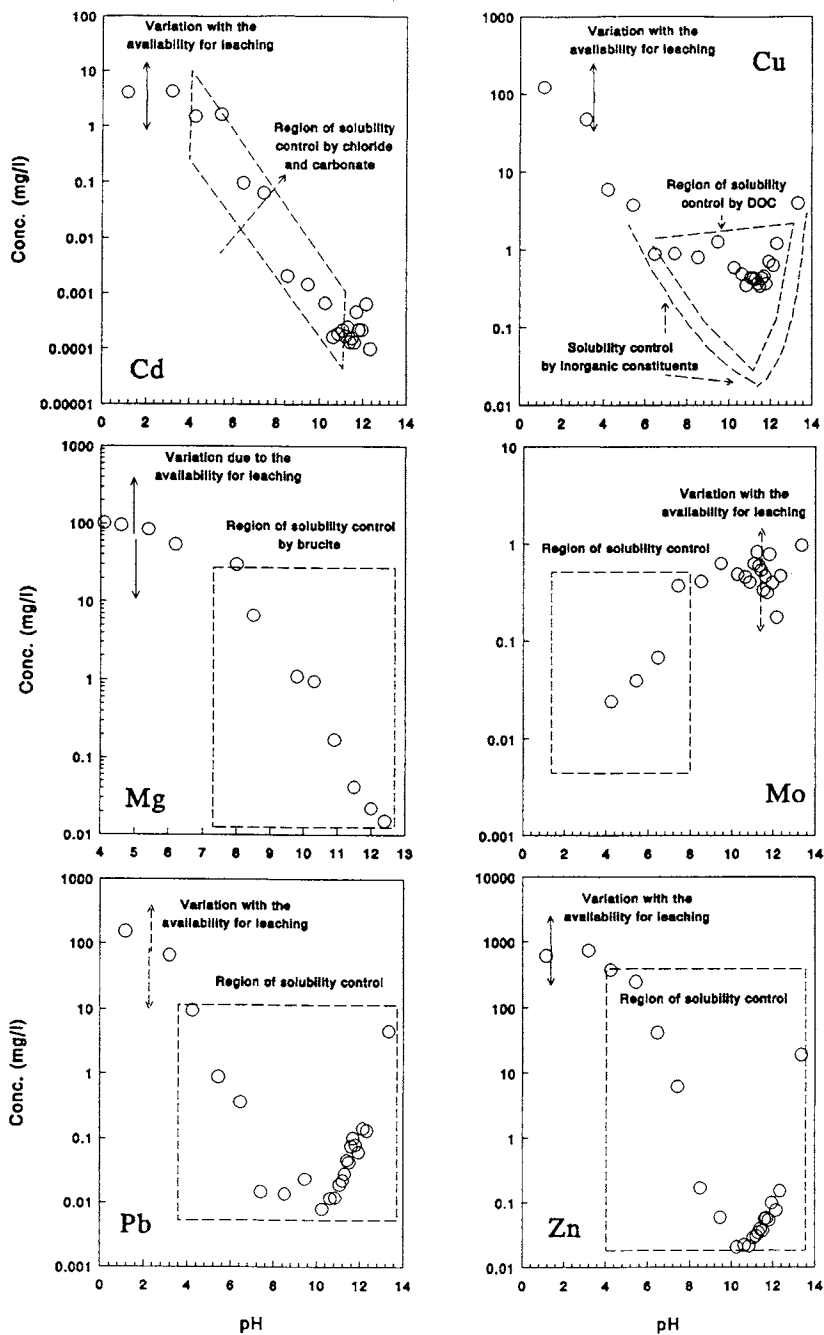 Conc. (mg/l)
100
10
1
0.1
0.01
0.001
0.0001
0.00001
Variation with the
availability for leaching
Region of solubility
control by chloride
and carbonate
Cd
0 2 4 6 8 10 12 14
1000
100
10
1
0.1
0.01
Variation with the
availability for leaching
Cu
Region of solubility
control by DOC
Solubility control
by inorganic constituents
0 2 4 6 8 10 12 14
Conc. (mg/l)
1000
100
10
1
0.1
0.01
Variation due to the
availability for leaching
Region of solubility control
by brucite
Mg
4 5 6 7 8 9 10 11 12 13
10
1
0.1
0.01
0.001
Variation with the
availability for leaching
Region of solubility control
Mo
0 2 4 6 8 10 12 14
Conc. (mg/l)
1000
100
10
1
0.1
0.01
0.001
Variation with the
availability for leaching
Region of solubility control
Pb
0 2 4 6 8 10 12 14
pH
10000
1000
100
10
1
0.1
0.01
Variation with the
availability for leaching
Region of solubility control
Zn
0 2 4 6 8 10 12 14
pH